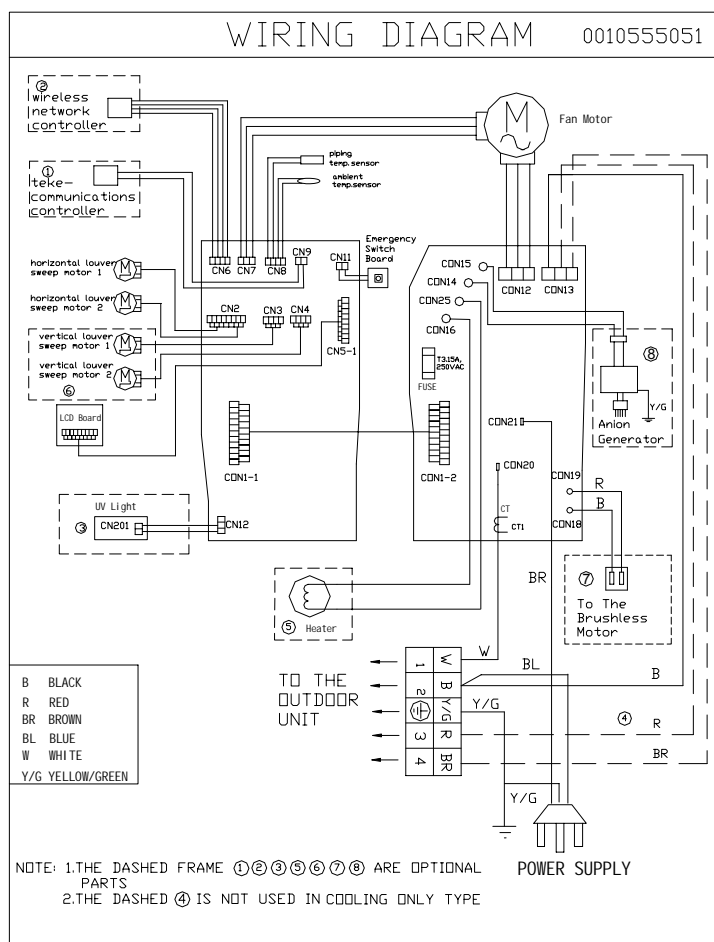 WIRING DIAGRAM 0010555051
②
wireless
network
controller
①
teke-
communications
controller
piping
temp.sensor
ambient
temp.sensor
M
Fan Motor
horizontal louver
sweep motor 1
M
horizontal louver
sweep motor 2
M
vertical louver
sweep motor 1
M
vertical louver
sweep motor 2
M
⑥
CN6 CN7 CN8
CN9
CN11
Emergency
Switch
Board
CN2
CN3
CN4
CN5-1
CON15
CON14
CON25
CON16
CON12 CON13
T3.15A,
250VAC
FUSE
⑧
Y/G
Anion
Generator
LCD Board
CON1-1
CON1-2
CON21
CON20
CON19
CON18
R
B
CT
CT1
UV Light
③
CN201
CN12
BR
⑦
To The
Brushless
Motor
⑤ Heater
TO THE
OUTDOOR
UNIT
1 W
2 B
Y/G
3 R
4 BR
W
BL
B
Y/G
④
R
BR
Y/G
B BLACK
R RED
BR BROWN
BL BLUE
W WHITE
Y/G YELLOW/GREEN
POWER SUPPLY
NOTE: 1.THE DASHED FRAME ①②③⑤⑥⑦⑧ ARE OPTIONAL
PARTS
2.THE DASHED ④ IS NOT USED IN COOLING ONLY TYPE